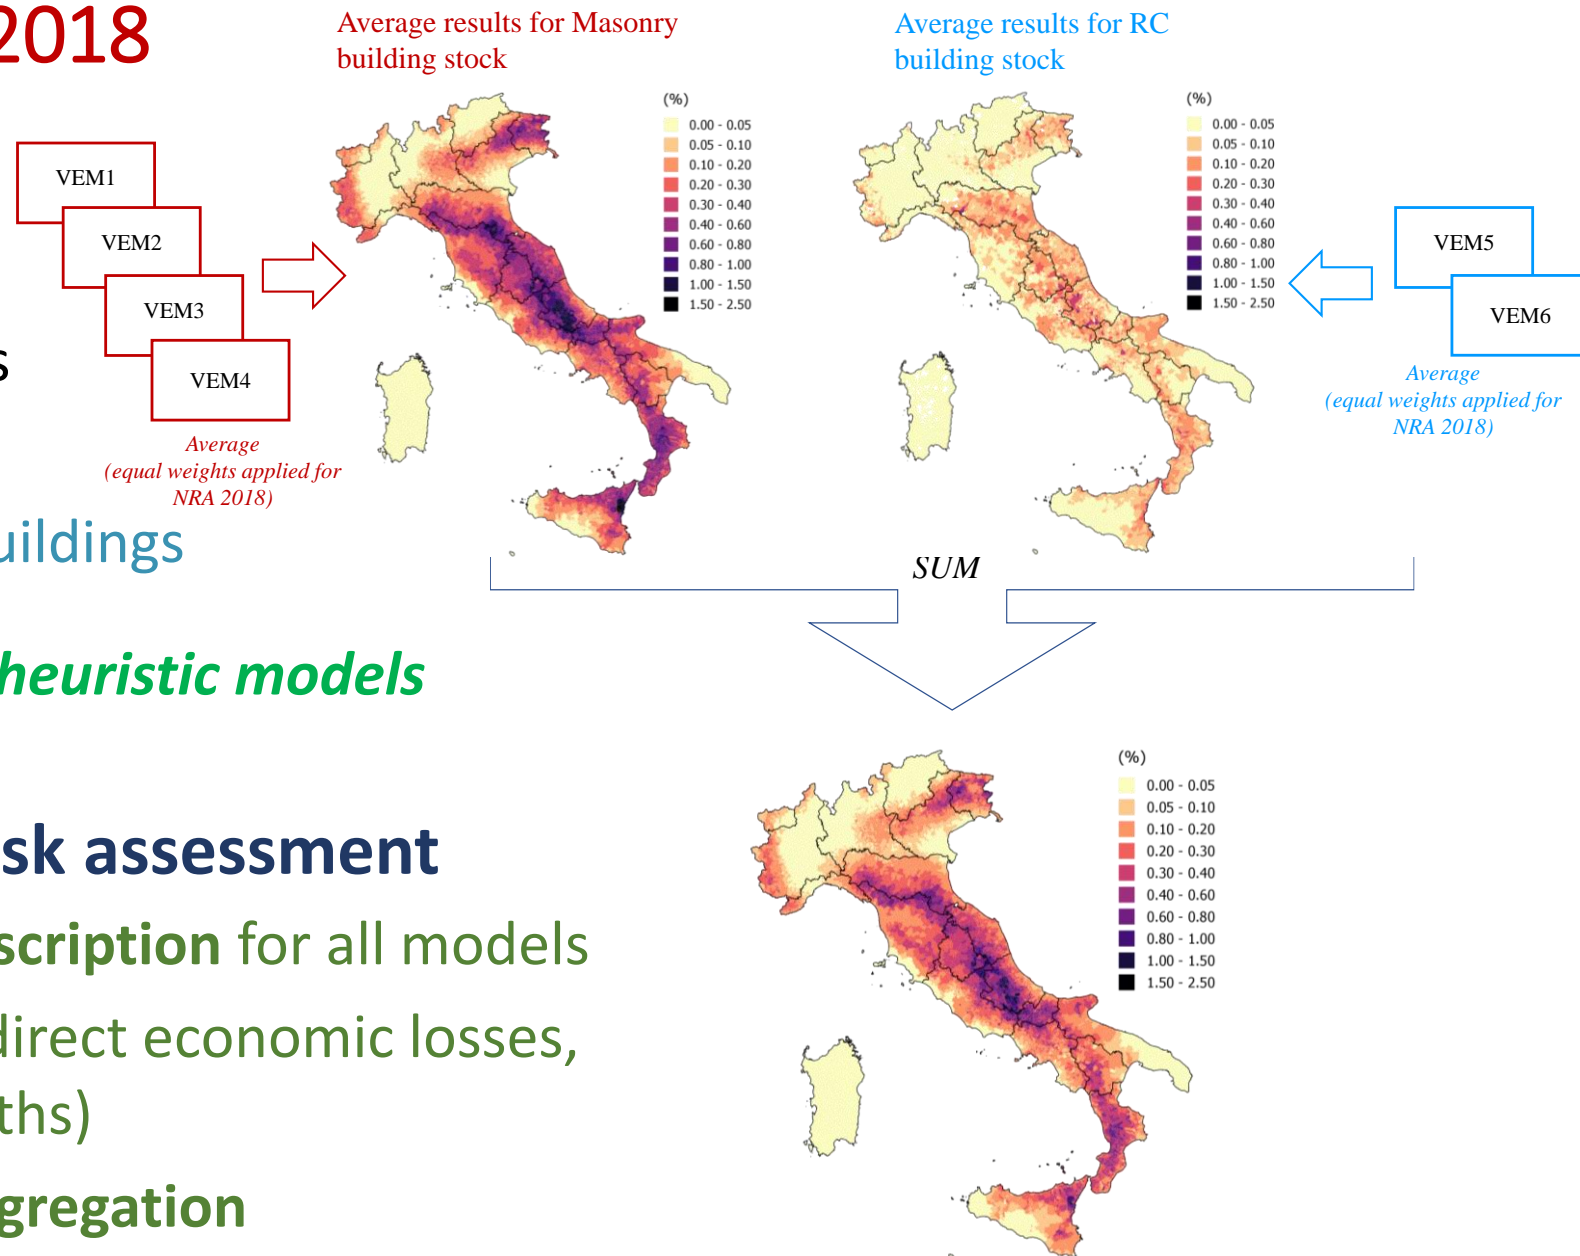 2018
Average results for Masonry
building stock
Average results for RC
building stock
VEM1
VEM2
VEM3
VEM4
Average
(equal weights applied for
NRA 2018)
(%)
0.00 - 0.05
0.05 - 0.10
0.10 - 0.20
0.20 - 0.30
0.30 - 0.40
0.40 - 0.60
0.60 - 0.80
0.80 - 1.00
1.00 - 1.50
1.50 - 2.50
(%)
0.00 - 0.05
0.05 - 0.10
0.10 - 0.20
0.20 - 0.30
0.30 - 0.40
0.40 - 0.60
0.60 - 0.80
0.80 - 1.00
1.00 - 1.50
1.50 - 2.50
VEM5
VEM6
Average
(equal weights applied for
NRA 2018)
s
uildings
SUM
heuristic models
sk assessment
scription for all models
direct economic losses,
ths)
gregation
(%)
0.00 - 0.05
0.05 - 0.10
0.10 - 0.20
0.20 - 0.30
0.30 - 0.40
0.40 - 0.60
0.60 - 0.80
0.80 - 1.00
1.00 - 1.50
1.50 - 2.50